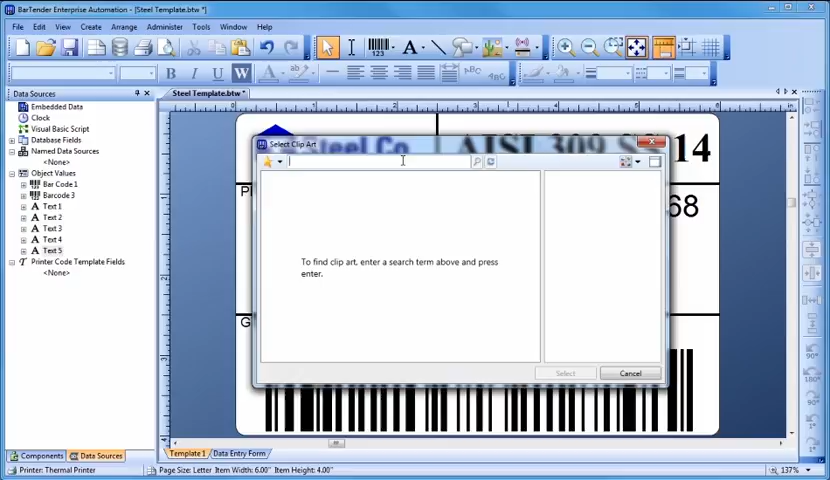 BarTender Enterprise Automation - [Steel Template.btw *]
File Edit View Create Arrange Administer Tools Window Help
Data Sources
Steel Template.btw *
Embedded Data
Clock
Visual Basic Script
Database Fields
Named Data Sources
<None>
Object Values
Bar Code 1
Barcode 3
Text 1
Text 2
Text 3
Text 4
Text 5
Printer Code Template Fields
<None>
Steel Co
AISI 309 SS 14
Select Clip Art
P
68
To find clip art, enter a search term above and press
enter.
G
Select
Cancel
Components
Data Sources
Template 1
Data Entry Form
Printer: Thermal Printer
Page Size: Letter Item Width: 6.00" Item Height: 4.00"
137%